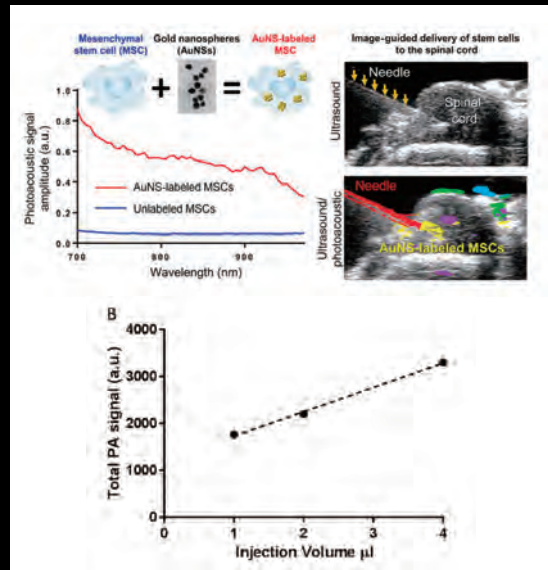 Mesenchymal
stem cell (MSC)
Gold nanospheres
(AuNSs)
AuNS-labeled
MSC
+
=
Photoacoustic signal
amplitude (a.u.)
1.0
0.8
0.6
0.4
0.2
0.0
AuNS-labeled MSCs
Unlabeled MSCs
700
800
900
Wavelength (nm)
Image-guided delivery of stem cells
to the spinal cord
Ultrasound
Needle
Spinal
cord
Ultrasound/
photoacoustic
Needle
AuNS-labeled MSCs
B
Total PA signal (a.u.)
4000
3000
2000
1000
0
0
1
2
3
4
Injection Volume µl